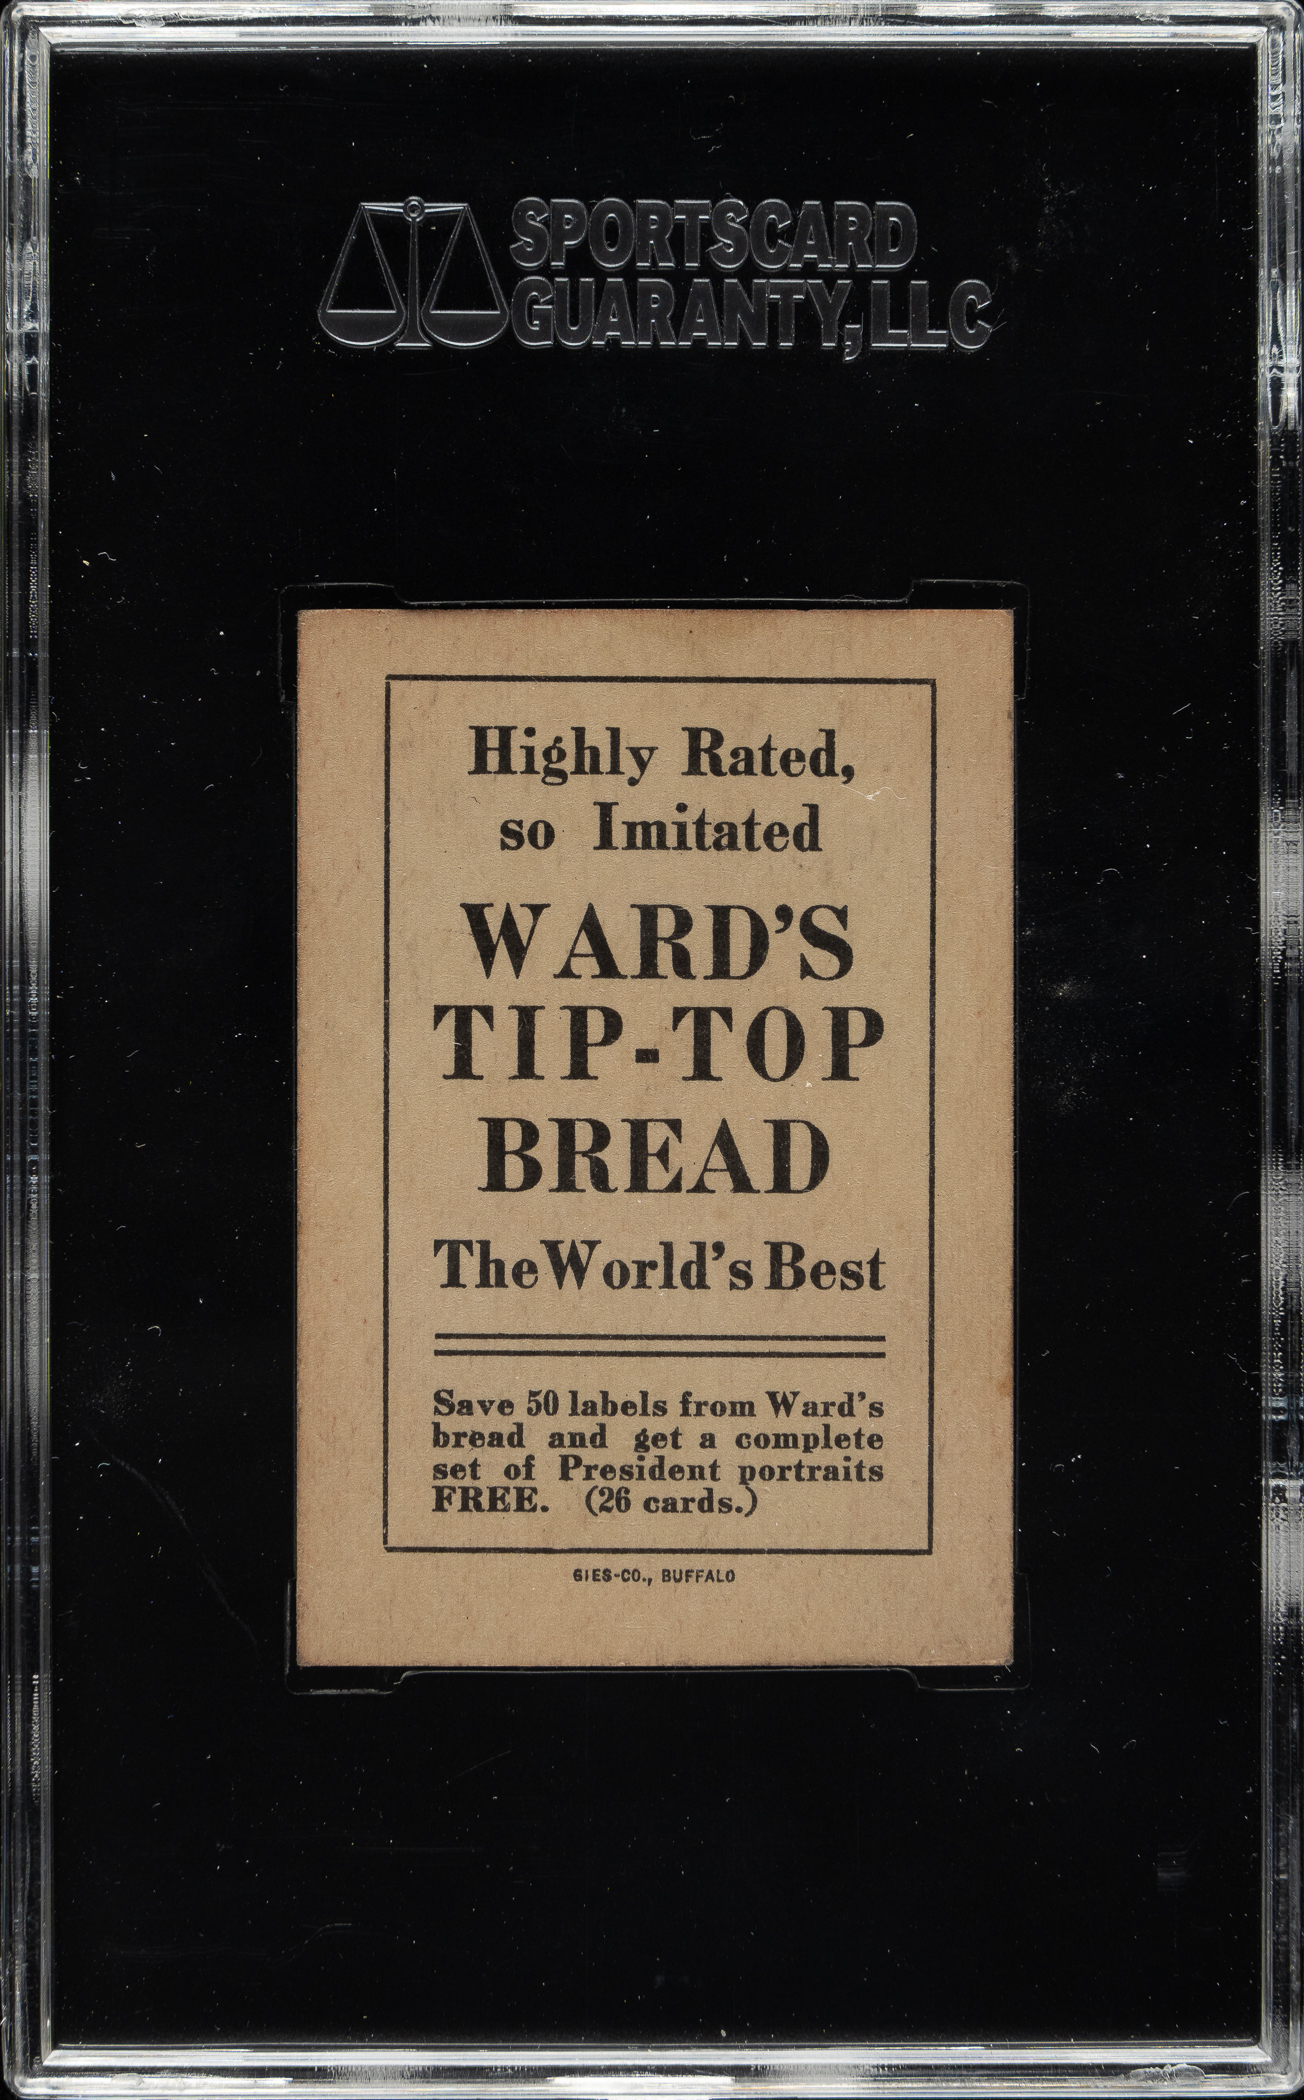 SPORTSCARD
GUARANTY, LLC
Highly Rated,
so Imitated
WARD'S
TIP-TOP
BREAD
The World's Best
Save 50 labels from Ward's
bread and get a complete
set of President portraits
FREE. (26 cards.)
GIES-CO., BUFFALO